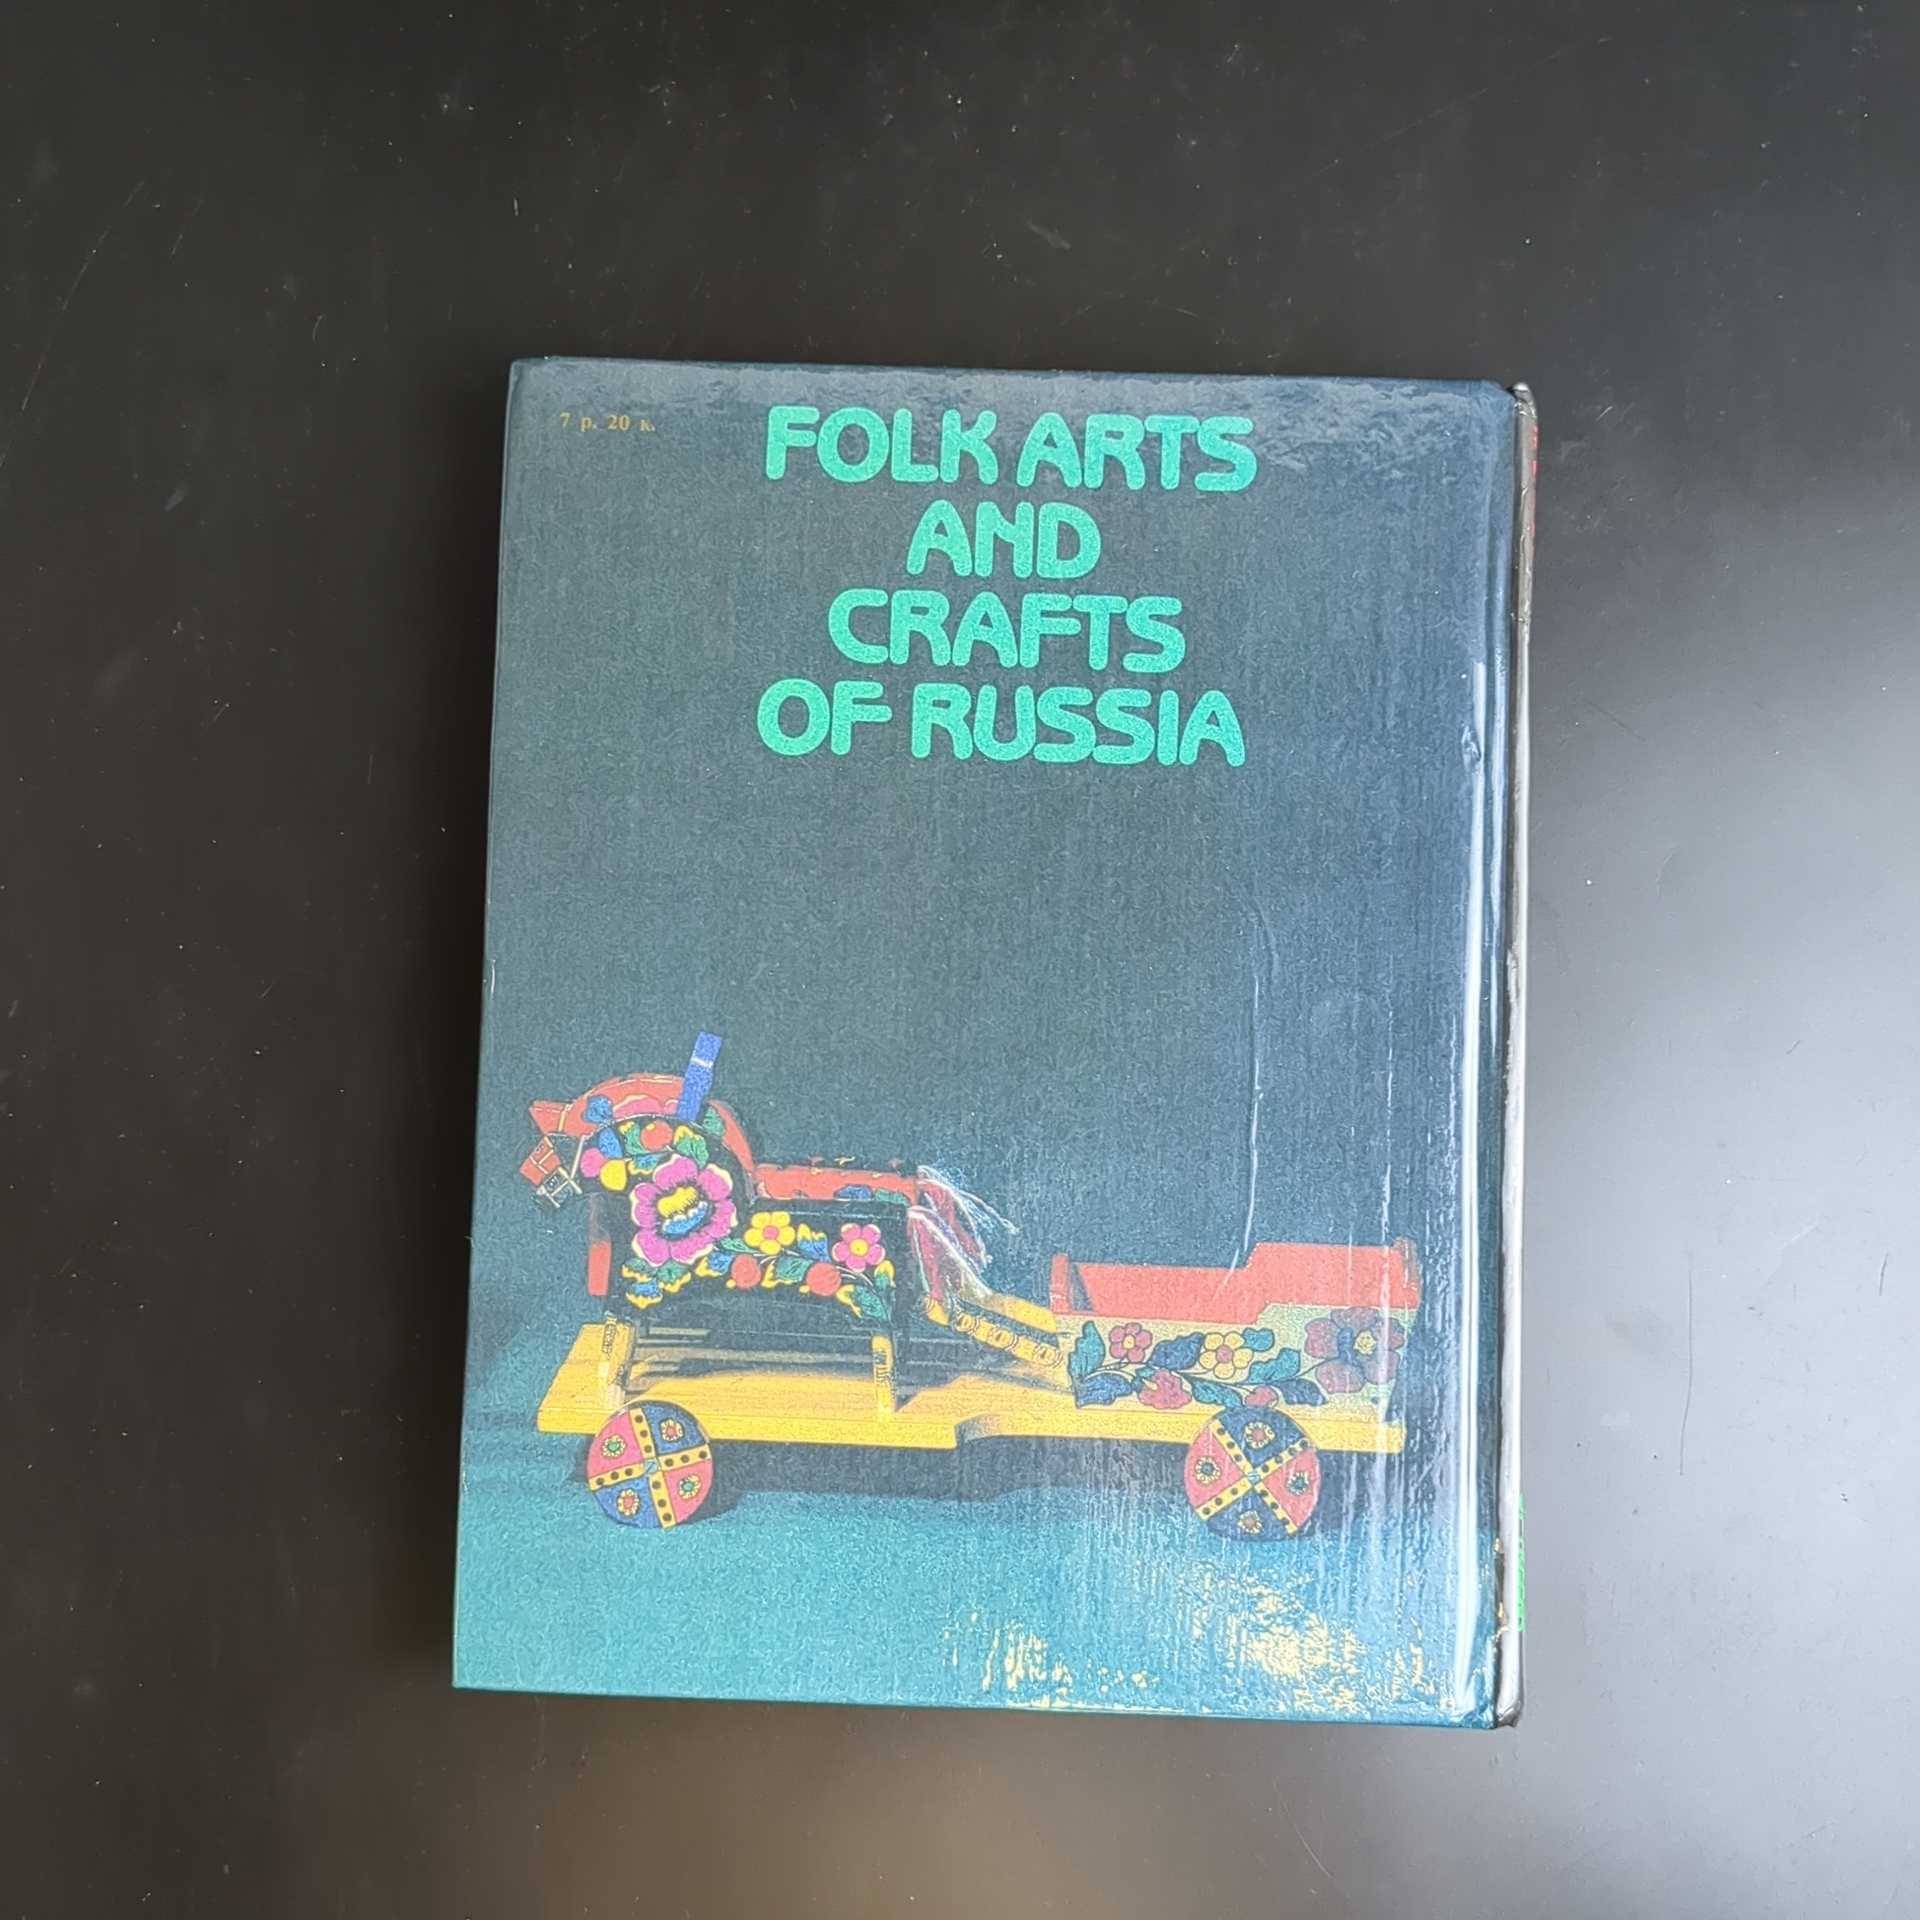 7 р. 20 к.
FOLK ARTS
AND
CRAFTS
OF RUSSIA